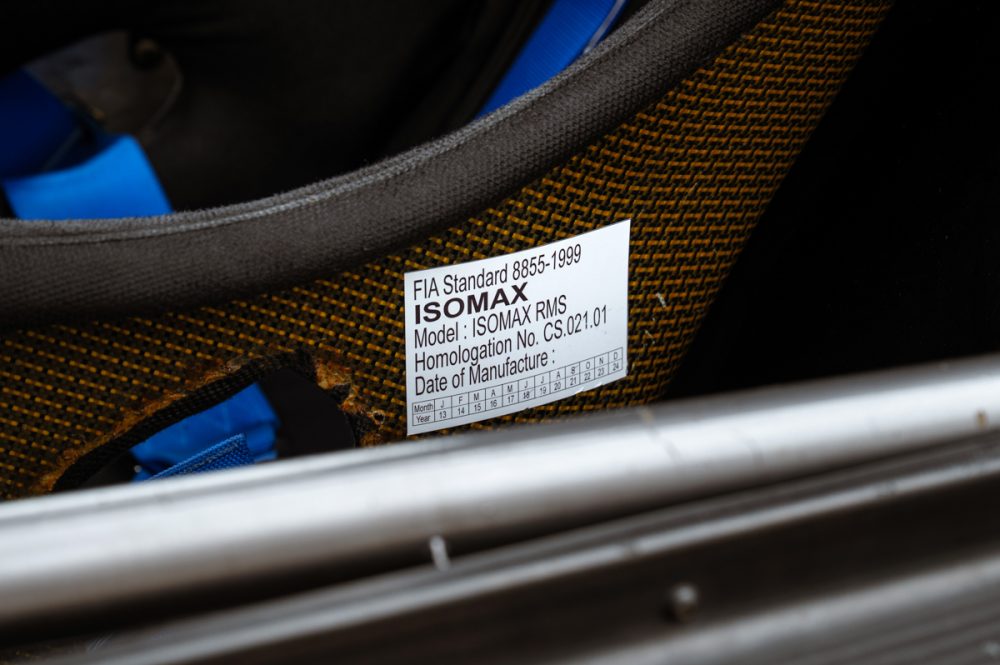 FIA Standard 8855-1999
ISOMAX
Model : ISOMAX RMS
Homologation No. CS.021.01
Date of Manufacture :
Month J F M A M J J A S O N D
Year 13 14 15 16 17 18 19 20 21 22 23 24